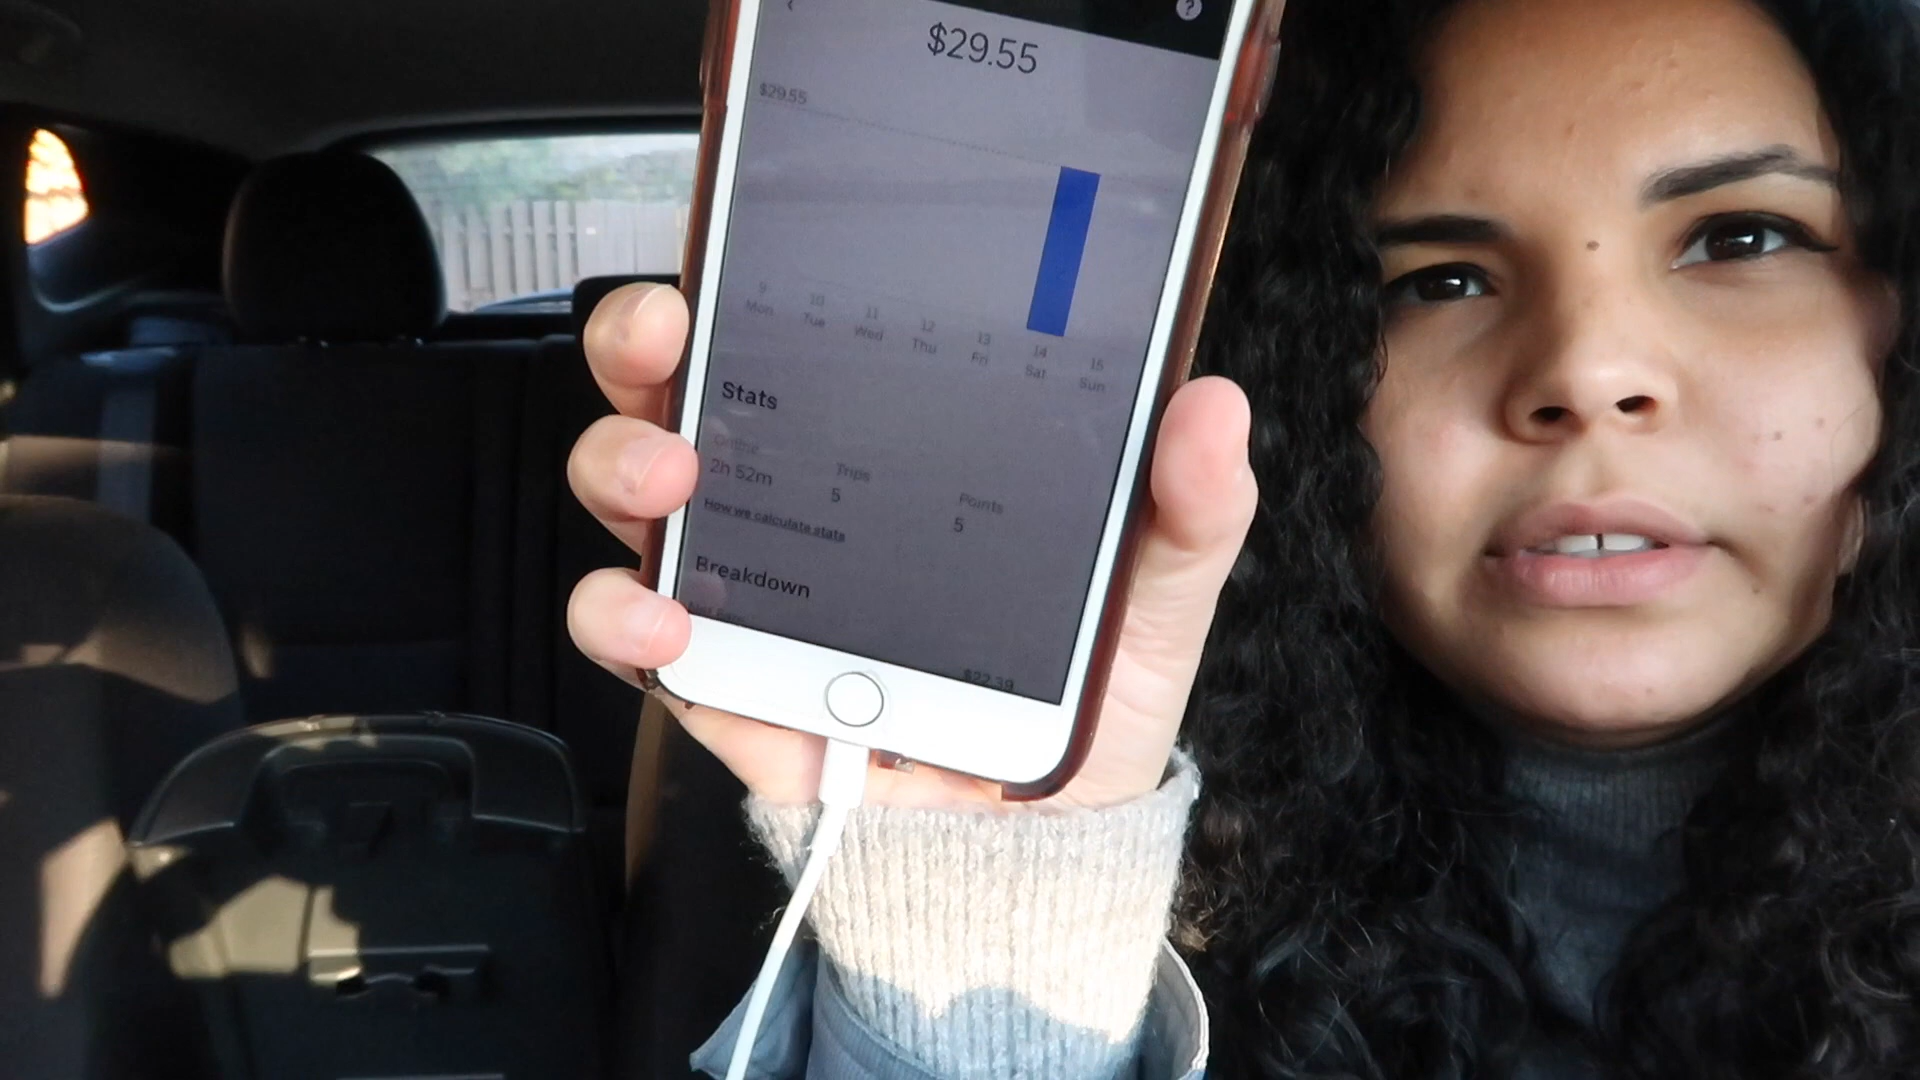 ?
$29.55
$29.55
9 10 11 12 13 14 15
Mon Tue Wed Thu Fri Sat Sun
Stats
Online Trips Points
2h 52m 5 5
How we calculate stats
Breakdown
$22.39